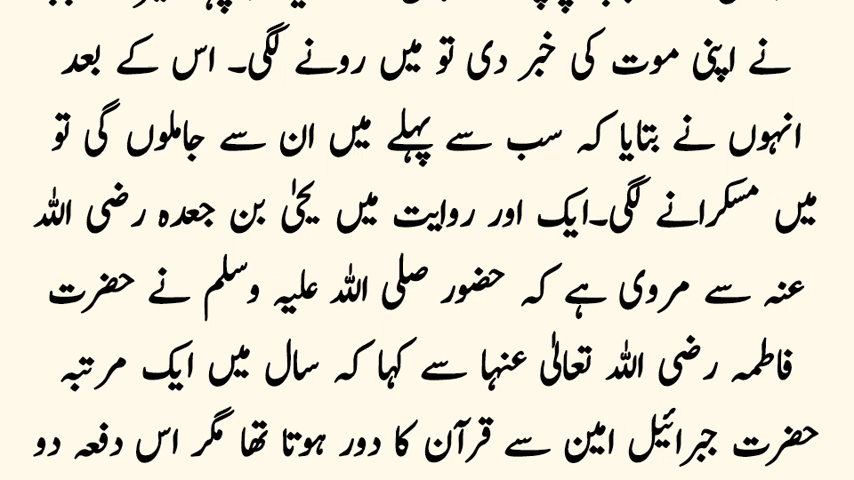 نے اپنی موت کی خبر دی تو میں رونے لگی۔ اس کے بعد
انہوں نے بتایا کہ سب سے پہلے میں ان سے جاملوں گی تو
میں مسکرانے لگی۔ایک اور روایت میں یحیٰ بن جعدہ رضی اللہ
عنہ سے مروی ہے کہ حضور صلی اللہ علیہ وسلم نے حضرت
فاطمہ رضی اللہ تعالٰی عنہا سے کہا کہ سال میں ایک مرتبہ
حضرت جبرائیل امین سے قرآن کا دور ہوتا تھا مگر اس دفعہ دو